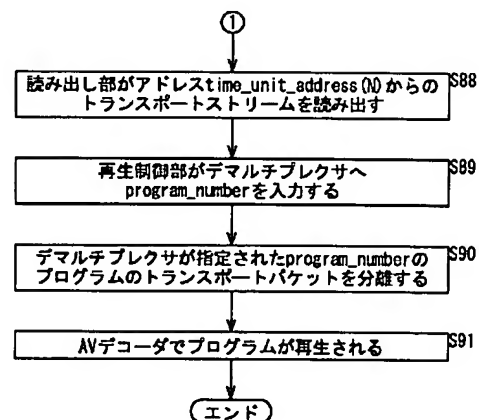 ①
読み出し部がアドレスtime_unit_address(N)からの
トランスポートストリームを読み出す
S88
再生制御部がデマルチプレクサへ
program_numberを入力する
S89
デマルチプレクサが指定されたprogram_numberの
プログラムのトランスポートパケットを分離する
S90
AVデコーダでプログラムが再生される
S91
エンド